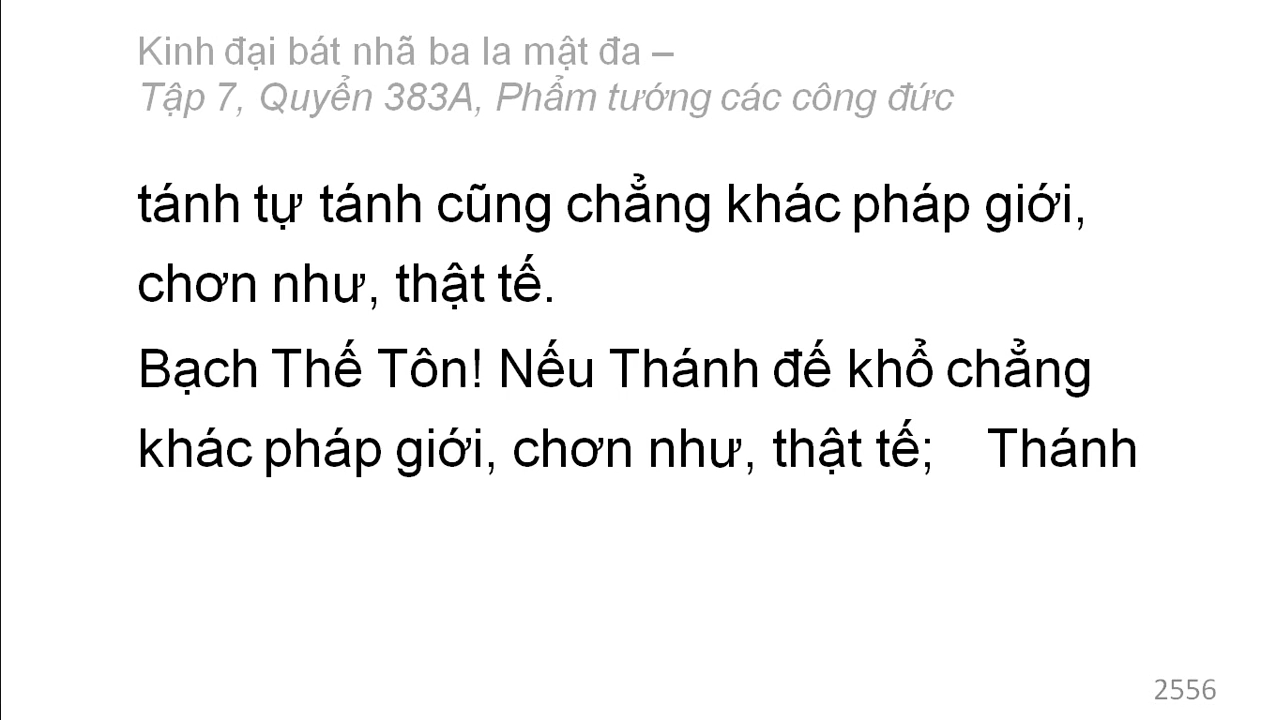 Kinh đại bát nhã ba la mật đa –
Tập 7, Quyển 383A, Phẩm tướng các công đức
tánh tự tánh cũng chẳng khác pháp giới,
chơn như, thật tế.
Bạch Thế Tôn! Nếu Thánh đế khổ chẳng
khác pháp giới, chơn như, thật tế; Thánh
2556